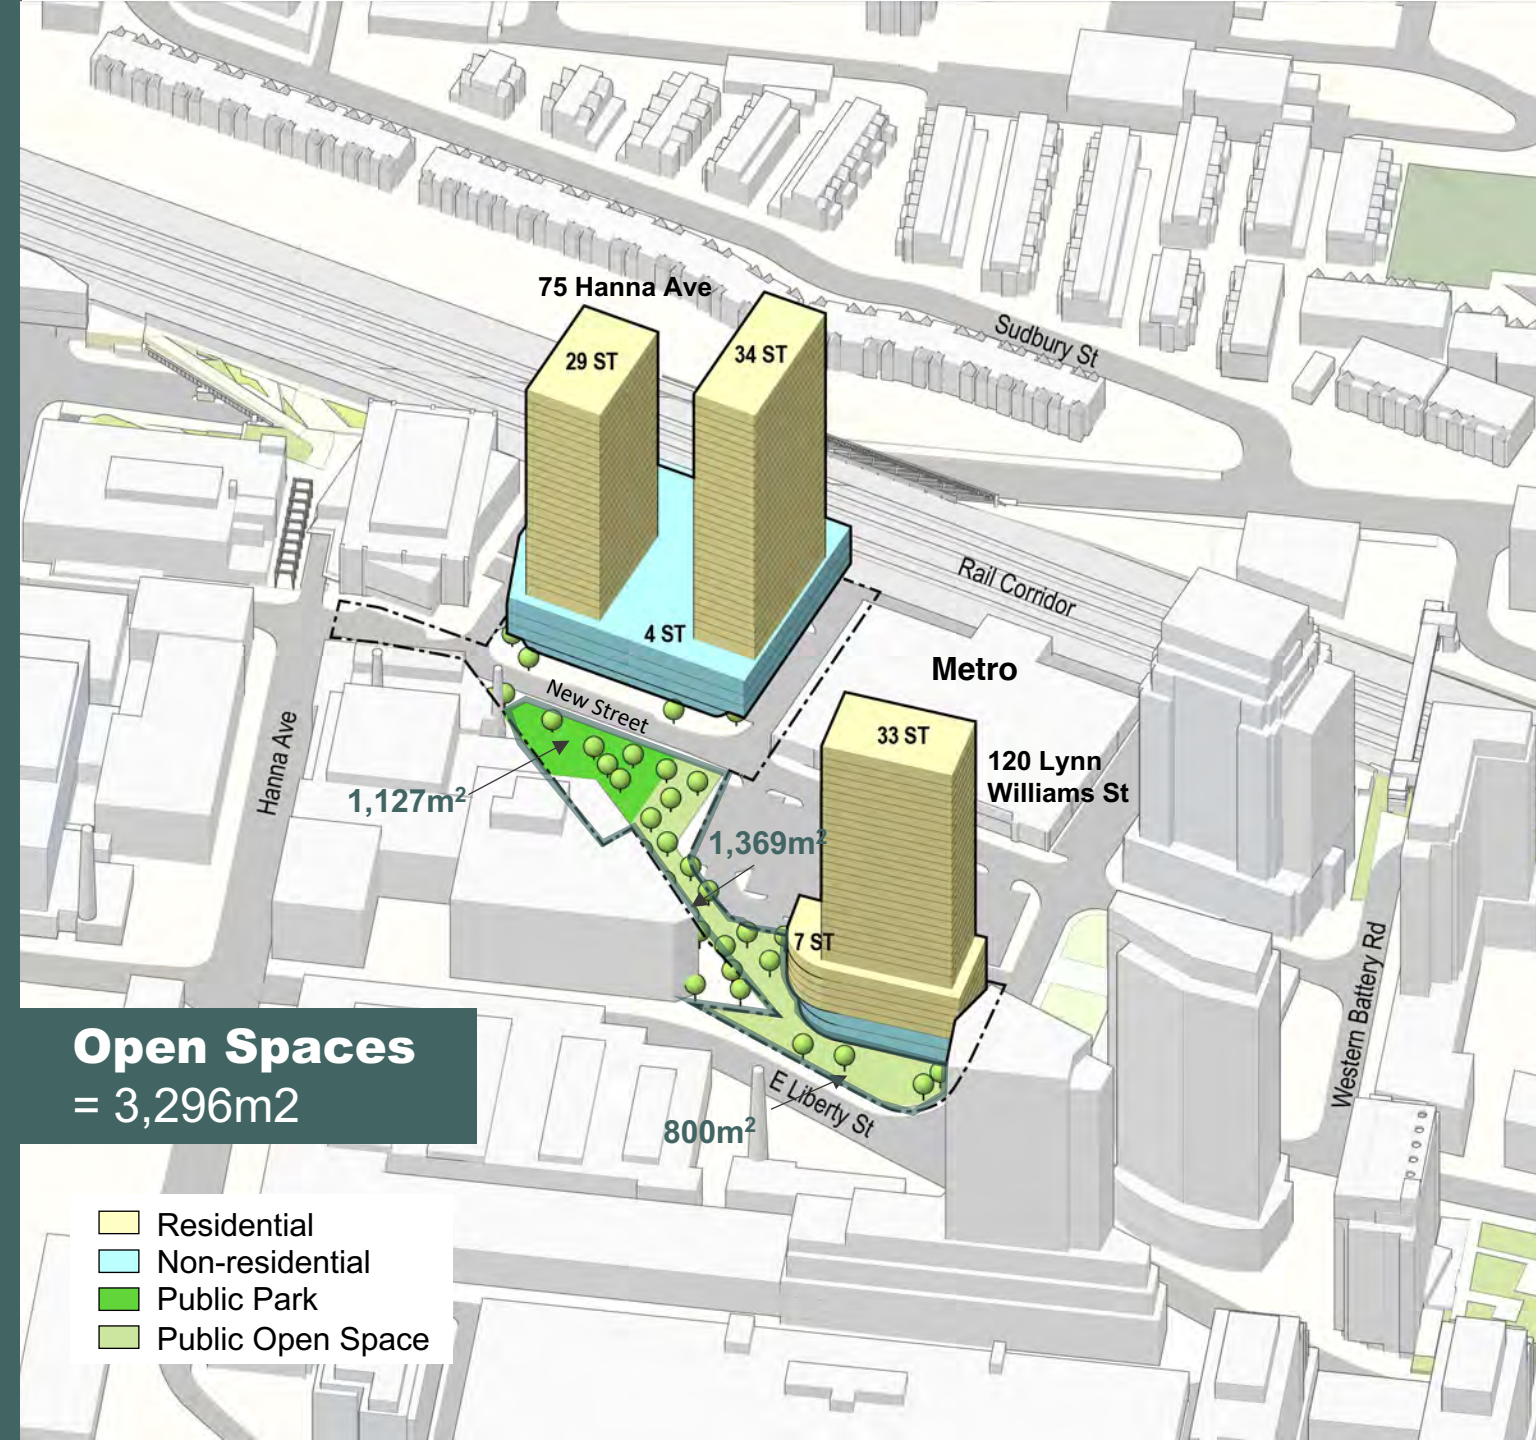 75 Hanna Ave
29 ST
34 ST
Sudbury St
Rail Corridor
4 ST
Metro
New Street
33 ST
120 Lynn
Williams St
Hanna Ave
1,127m²
1,369m²
7 ST
Western Battery Rd
Open Spaces
= 3,296m2
E Liberty St
800m²
Residential
Non-residential
Public Park
Public Open Space